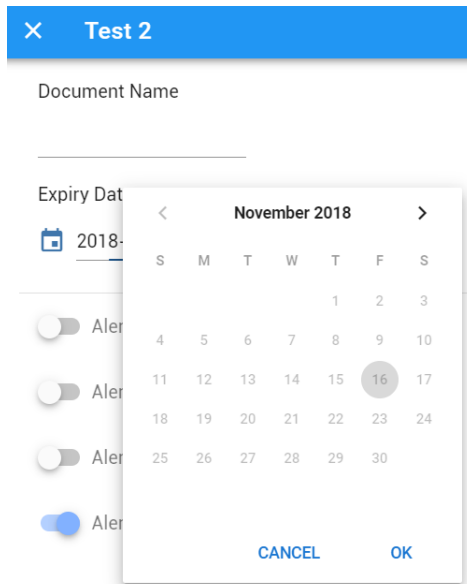 × Test 2
Document Name
Expiry Dat
2018-
< November 2018 >
S M T W T F S
1 2 3
4 5 6 7 8 9 10
11 12 13 14 15 16 17
18 19 20 21 22 23 24
25 26 27 28 29 30
Aler
Aler
Aler
Aler
CANCEL OK